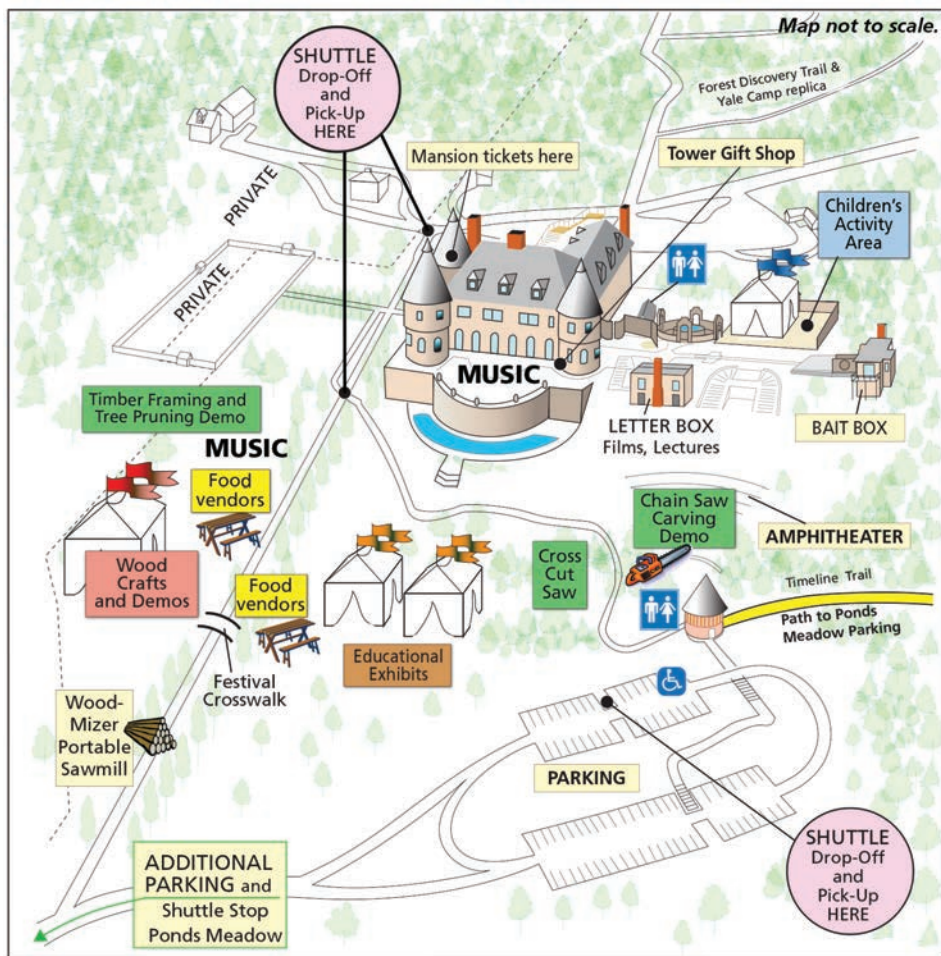 Map not to scale.
SHUTTLE
Drop-Off
and
Pick-Up
HERE
Forest Discovery Trail &
Yale Camp replica
Mansion tickets here
Tower Gift Shop
PRIVATE
Children's
Activity
Area
PRIVATE
MUSIC
Timber Framing and
Tree Pruning Demo
LETTER BOX
Films, Lectures
BAIT BOX
MUSIC
Food
vendors
Chain Saw
Carving
Demo
AMPHITHEATER
Wood
Crafts
and Demos
Food
vendors
Cross
Cut
Saw
Timeline Trail
Path to Ponds
Meadow Parking
Educational
Exhibits
Festival
Crosswalk
Wood-
Mizer
Portable
Sawmill
PARKING
SHUTTLE
Drop-Off
and
Pick-Up
HERE
ADDITIONAL
PARKING and
Shuttle Stop
Ponds Meadow